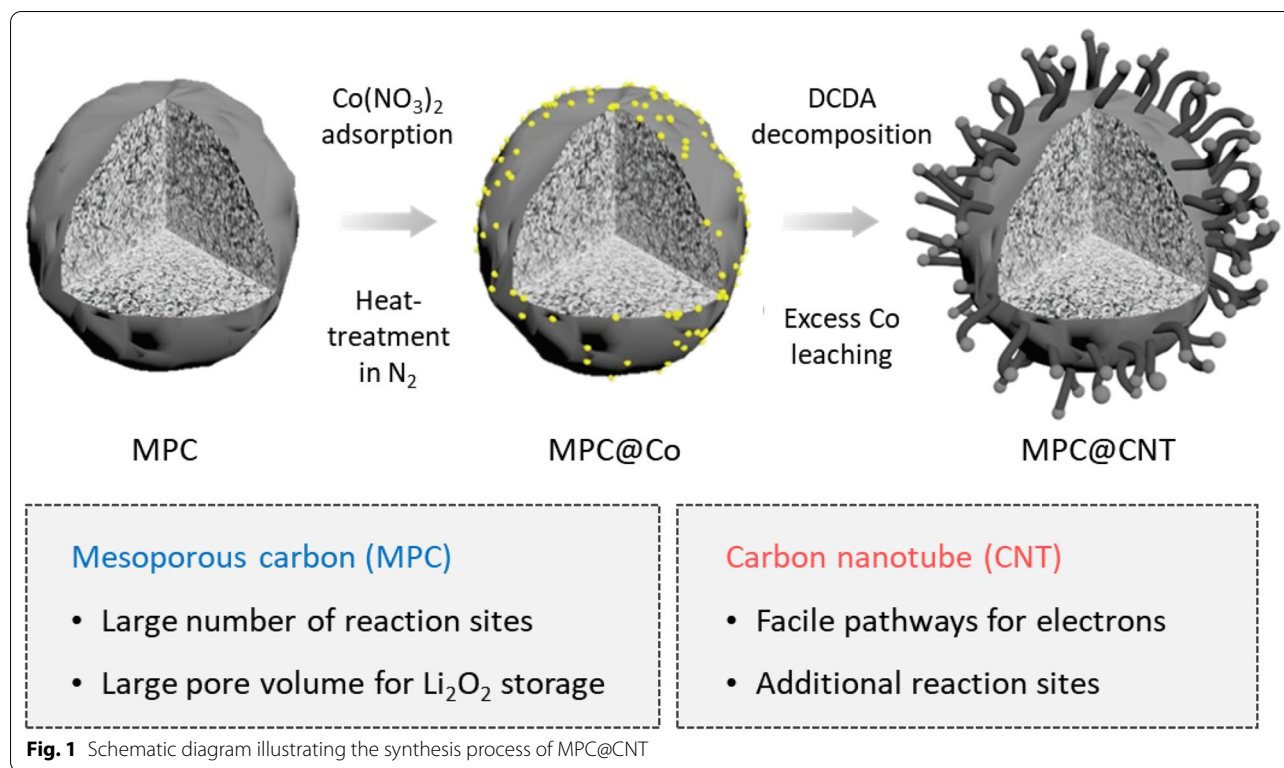 Co(NO₃)₂
adsorption
Heat-
treatment
in N₂
DCDA
decomposition
Excess Co
leaching
MPC
MPC@Co
MPC@CNT
Mesoporous carbon (MPC)
• Large number of reaction sites
• Large pore volume for Li₂O₂ storage
Carbon nanotube (CNT)
• Facile pathways for electrons
• Additional reaction sites
Fig. 1 Schematic diagram illustrating the synthesis process of MPC@CNT